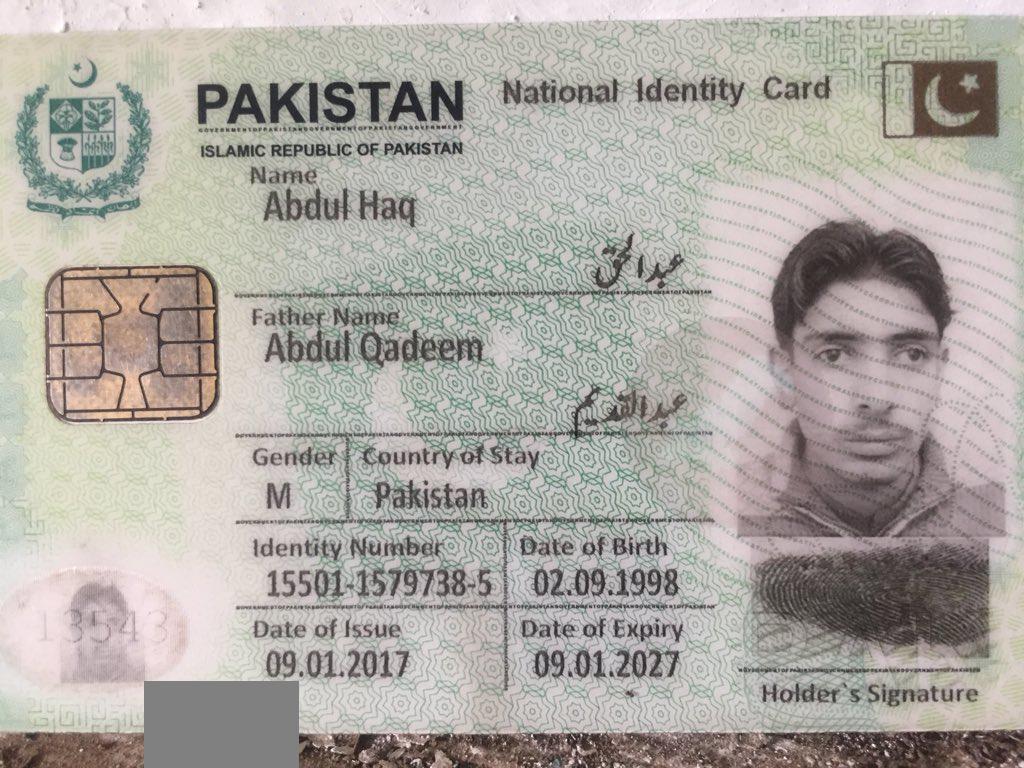 PAKISTAN
National Identity Card
ISLAMIC REPUBLIC OF PAKISTAN
Name
Abdul Haq
عبدالحق
Father Name
Abdul Qadeem
عبدالقدیم
Gender Country of Stay
M Pakistan
Identity Number Date of Birth
15501-1579738-5 02.09.1998
13543
Date of Issue Date of Expiry
09.01.2017 09.01.2027
Holder`s Signature